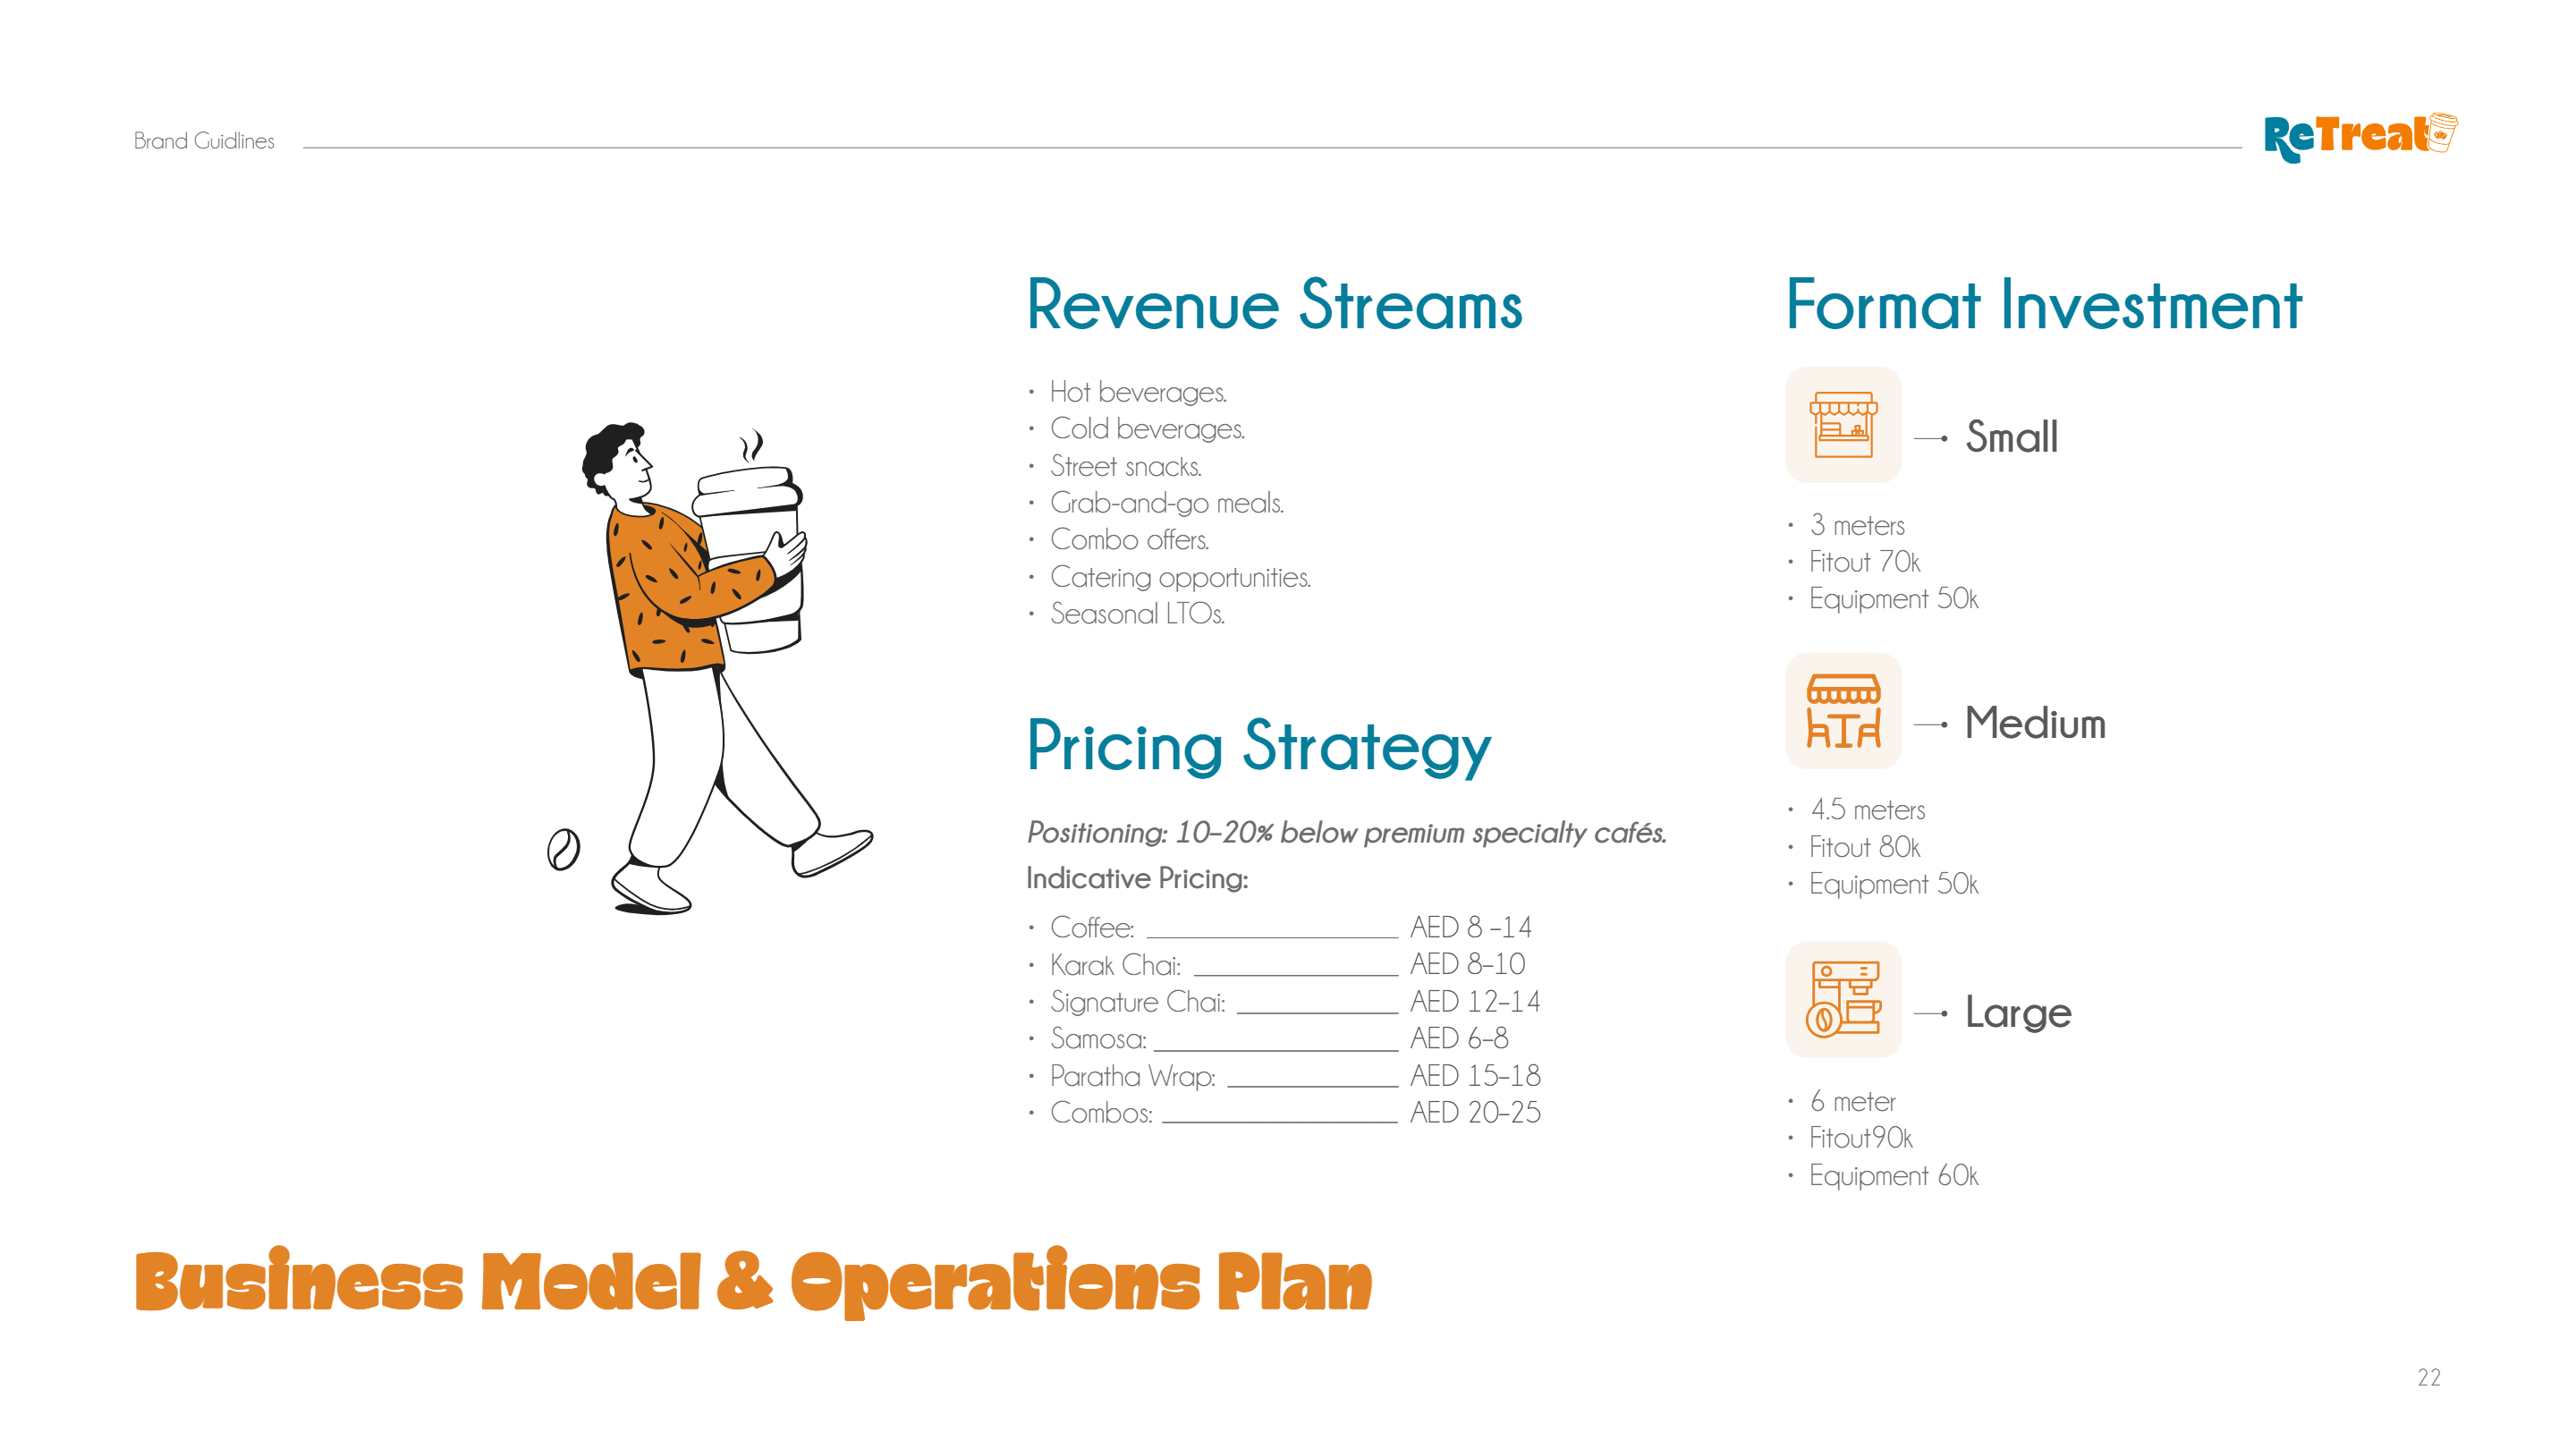 Brand Guidlines
ReTreat
Revenue Streams
• Hot beverages.
• Cold beverages.
• Street snacks.
• Grab-and-go meals.
• Combo offers.
• Catering opportunities.
• Seasonal LTOs.
Pricing Strategy
Positioning: 10–20% below premium specialty cafés.
Indicative Pricing:
• Coffee: AED 8 –14
• Karak Chai: AED 8–10
• Signature Chai: AED 12–14
• Samosa: AED 6–8
• Paratha Wrap: AED 15–18
• Combos: AED 20–25
Format Investment
Small
• 3 meters
• Fitout 70k
• Equipment 50k
Medium
• 4.5 meters
• Fitout 80k
• Equipment 50k
Large
• 6 meter
• Fitout90k
• Equipment 60k
Business Model & Operations Plan
22